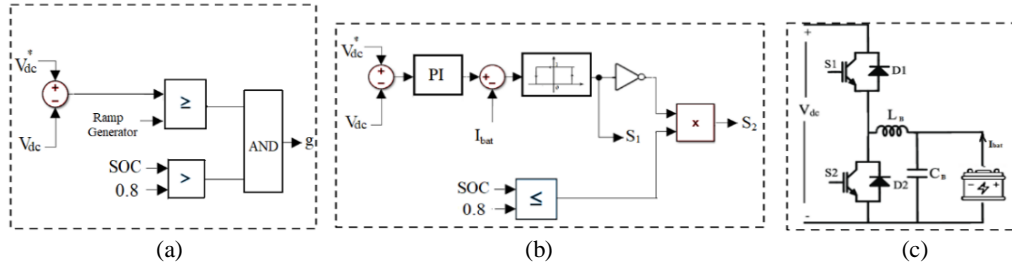 V*dc
+
-
Vdc
Ramp
Generator
≥
SOC
0.8
>
AND
g
(a)
V*dc
+
-
Vdc
PI
+
-
Ibat
S1
x
S2
SOC
0.8
≤
(b)
+
S1
D1
Vdc
LB
Ibat
S2
D2
CB
- +
-
(c)